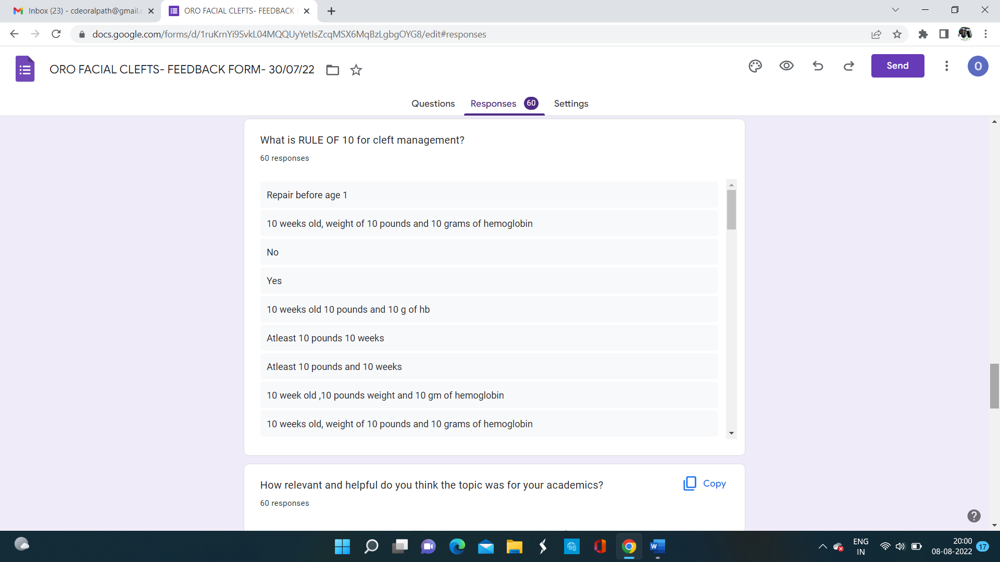 Inbox (23) - cdeoralpath@gmail.c
ORO FACIAL CLEFTS- FEEDBACK F
docs.google.com/forms/d/1ruKrnYi9SvkL04MQQUyYetIsZcqMSX6MqBzLgbgOYG8/edit#responses
ORO FACIAL CLEFTS- FEEDBACK FORM- 30/07/22
Send
O
Questions
Responses 60
Settings
What is RULE OF 10 for cleft management?
60 responses
Repair before age 1
10 weeks old, weight of 10 pounds and 10 grams of hemoglobin
No
Yes
10 weeks old 10 pounds and 10 g of hb
Atleast 10 pounds 10 weeks
Atleast 10 pounds and 10 weeks
10 week old ,10 pounds weight and 10 gm of hemoglobin
10 weeks old, weight of 10 pounds and 10 grams of hemoglobin
How relevant and helpful do you think the topic was for your academics?
Copy
60 responses
ENG
IN
20:00
08-08-2022
17